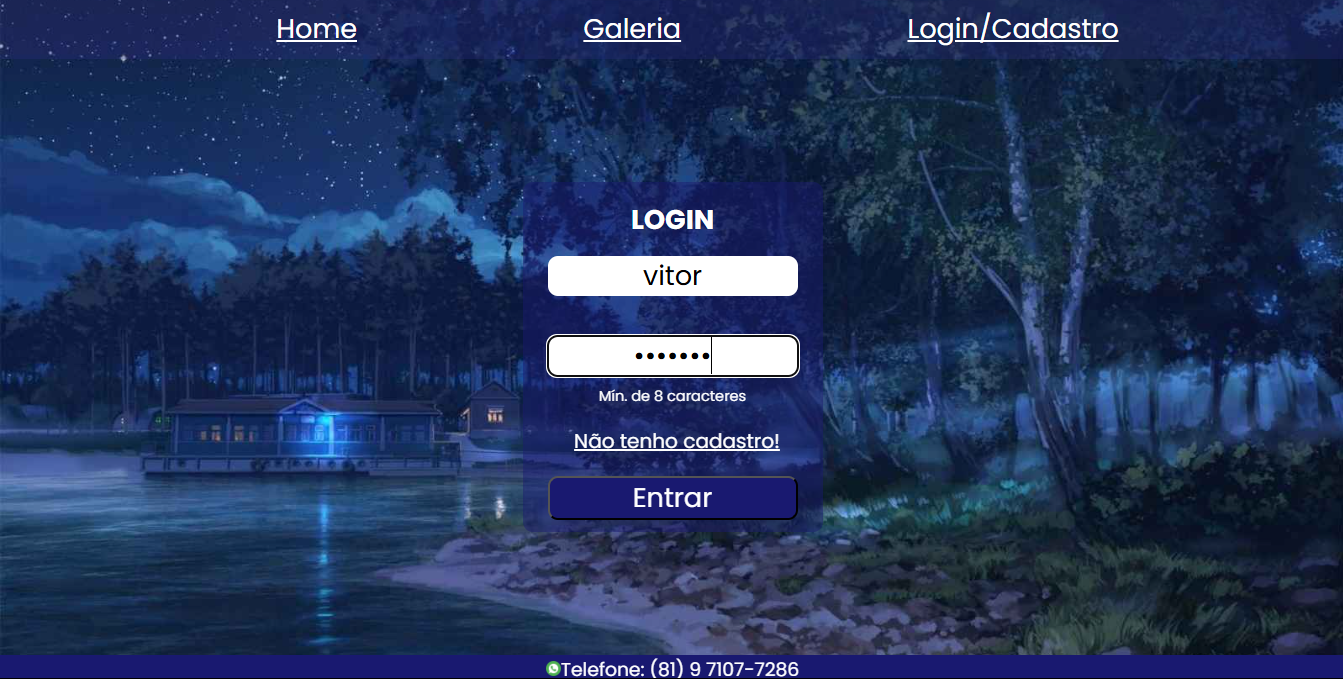 Home Galeria Login/Cadastro
LOGIN
vitor
•••••••
Mín. de 8 caracteres
Não tenho cadastro!
Entrar
Telefone: (81) 9 7107-7286